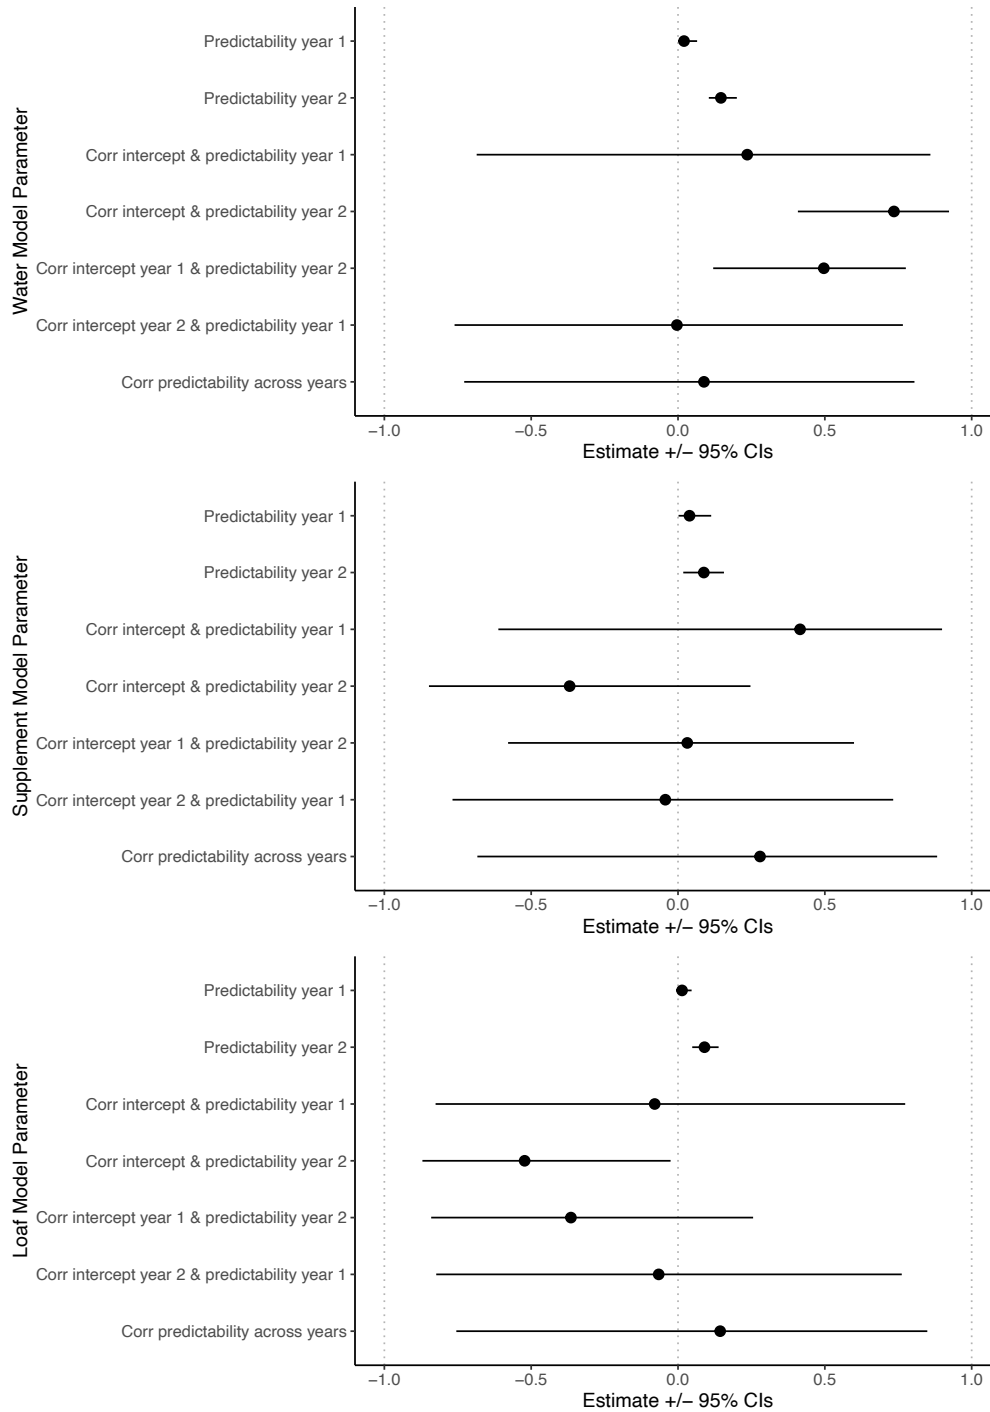 Water Model Parameter
Predictability year 1
Predictability year 2
Corr intercept & predictability year 1
Corr intercept & predictability year 2
Corr intercept year 1 & predictability year 2
Corr intercept year 2 & predictability year 1
Corr predictability across years
−1.0 −0.5 0.0 0.5 1.0
Estimate +/− 95% CIs
Supplement Model Parameter
Predictability year 1
Predictability year 2
Corr intercept & predictability year 1
Corr intercept & predictability year 2
Corr intercept year 1 & predictability year 2
Corr intercept year 2 & predictability year 1
Corr predictability across years
−1.0 −0.5 0.0 0.5 1.0
Estimate +/− 95% CIs
Loaf Model Parameter
Predictability year 1
Predictability year 2
Corr intercept & predictability year 1
Corr intercept & predictability year 2
Corr intercept year 1 & predictability year 2
Corr intercept year 2 & predictability year 1
Corr predictability across years
−1.0 −0.5 0.0 0.5 1.0
Estimate +/− 95% CIs